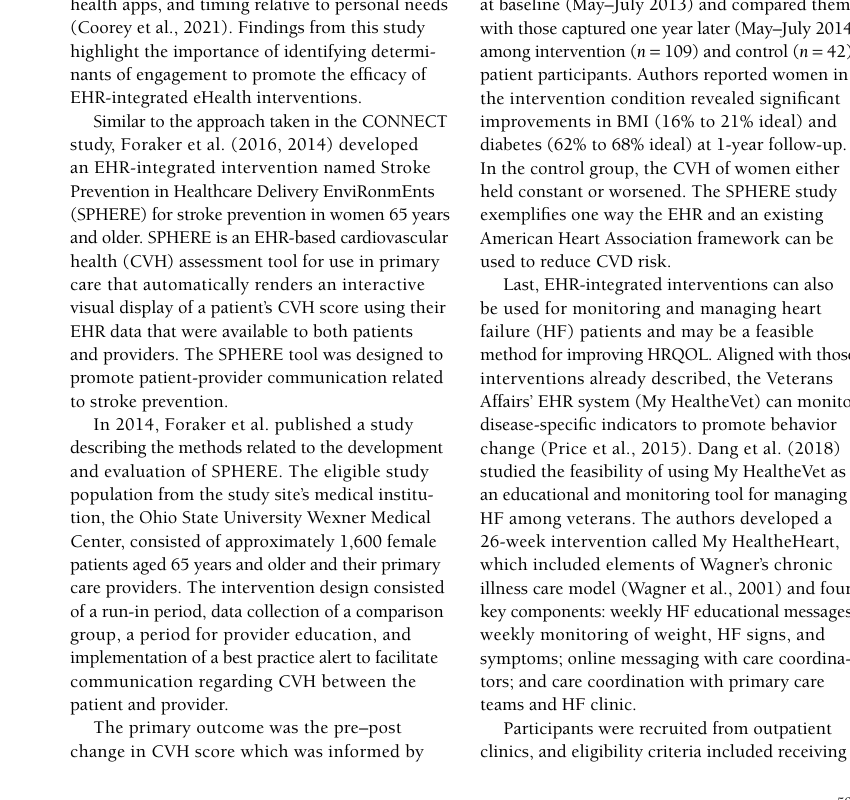 health apps, and timing relative to personal needs
(Coorey et al., 2021). Findings from this study
highlight the importance of identifying determi-
nants of engagement to promote the efficacy of
EHR-integrated eHealth interventions.
Similar to the approach taken in the CONNECT
study, Foraker et al. (2016, 2014) developed
an EHR-integrated intervention named Stroke
Prevention in Healthcare Delivery EnviRonmEnts
(SPHERE) for stroke prevention in women 65 years
and older. SPHERE is an EHR-based cardiovascular
health (CVH) assessment tool for use in primary
care that automatically renders an interactive
visual display of a patient's CVH score using their
EHR data that were available to both patients
and providers. The SPHERE tool was designed to
promote patient-provider communication related
to stroke prevention.
In 2014, Foraker et al. published a study
describing the methods related to the development
and evaluation of SPHERE. The eligible study
population from the study site's medical institu-
tion, the Ohio State University Wexner Medical
Center, consisted of approximately 1,600 female
patients aged 65 years and older and their primary
care providers. The intervention design consisted
of a run-in period, data collection of a comparison
group, a period for provider education, and
implementation of a best practice alert to facilitate
communication regarding CVH between the
patient and provider.
The primary outcome was the pre–post
change in CVH score which was informed by
at baseline (May–July 2013) and compared them
with those captured one year later (May–July 2014
among intervention (n = 109) and control (n = 42)
patient participants. Authors reported women in
the intervention condition revealed significant
improvements in BMI (16% to 21% ideal) and
diabetes (62% to 68% ideal) at 1-year follow-up.
In the control group, the CVH of women either
held constant or worsened. The SPHERE study
exemplifies one way the EHR and an existing
American Heart Association framework can be
used to reduce CVD risk.
Last, EHR-integrated interventions can also
be used for monitoring and managing heart
failure (HF) patients and may be a feasible
method for improving HRQOL. Aligned with those
interventions already described, the Veterans
Affairs' EHR system (My HealtheVet) can monito
disease-specific indicators to promote behavior
change (Price et al., 2015). Dang et al. (2018)
studied the feasibility of using My HealtheVet as
an educational and monitoring tool for managing
HF among veterans. The authors developed a
26-week intervention called My HealtheHeart,
which included elements of Wagner's chronic
illness care model (Wagner et al., 2001) and four
key components: weekly HF educational messages
weekly monitoring of weight, HF signs, and
symptoms; online messaging with care coordina-
tors; and care coordination with primary care
teams and HF clinic.
Participants were recruited from outpatient
clinics, and eligibility criteria included receiving